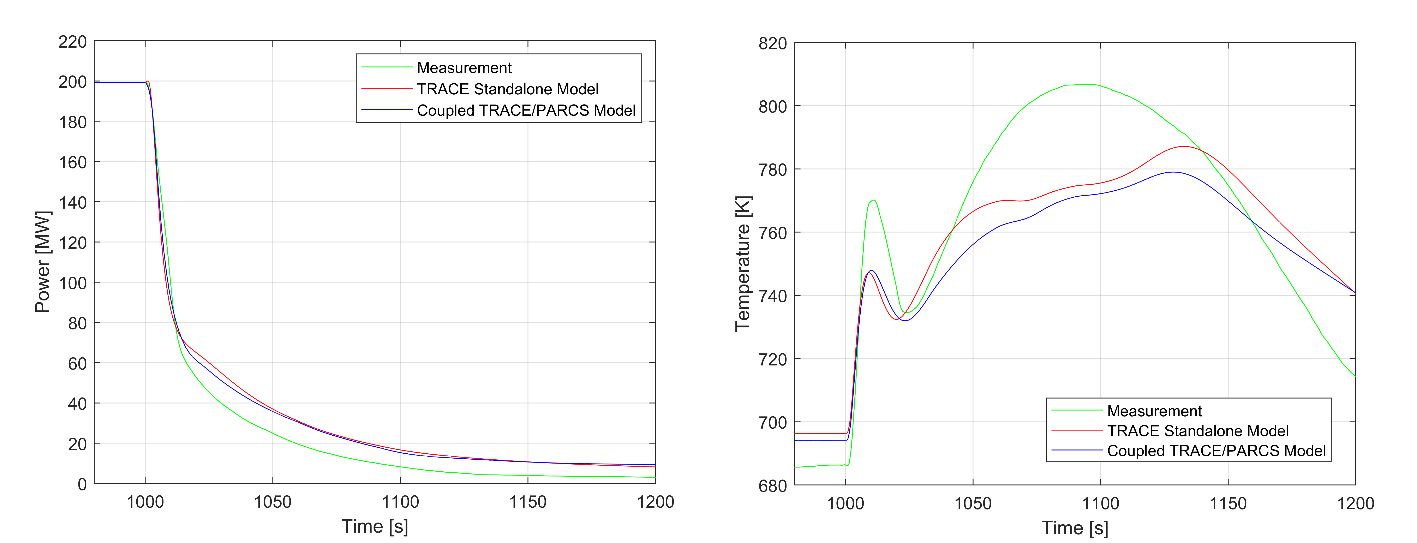 220
200
180
160
140
120
100
80
60
40
20
0
Power [MW]
1000 1050 1100 1150 1200
Time [s]
Measurement
TRACE Standalone Model
Coupled TRACE/PARCS Model
820
800
780
760
740
720
700
680
Temperature [K]
1000 1050 1100 1150 1200
Time [s]
Measurement
TRACE Standalone Model
Coupled TRACE/PARCS Model